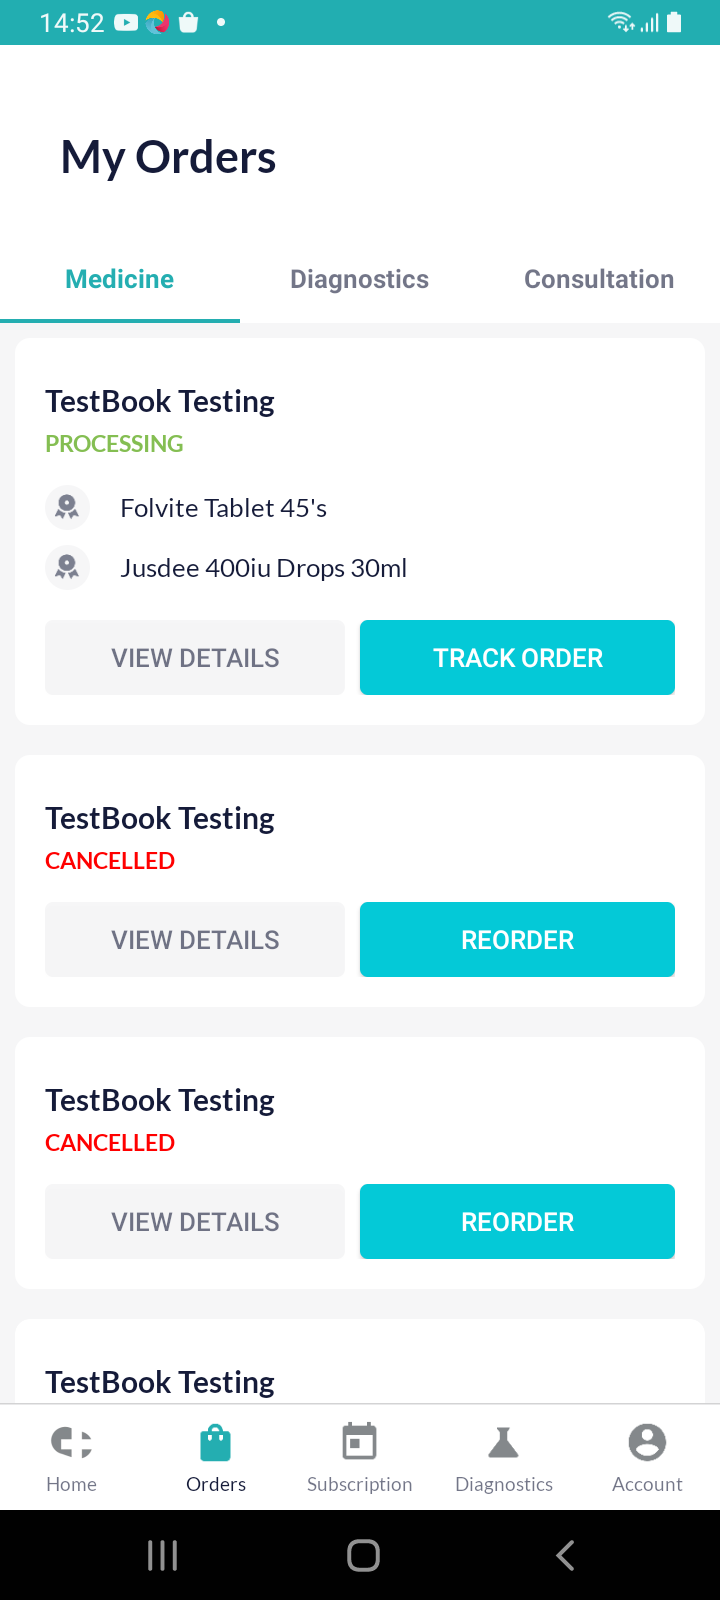 14:52
My Orders
Medicine Diagnostics Consultation
TestBook Testing
PROCESSING
Folvite Tablet 45's
Jusdee 400iu Drops 30ml
VIEW DETAILS TRACK ORDER
TestBook Testing
CANCELLED
VIEW DETAILS REORDER
TestBook Testing
CANCELLED
VIEW DETAILS REORDER
TestBook Testing
Home Orders Subscription Diagnostics Account